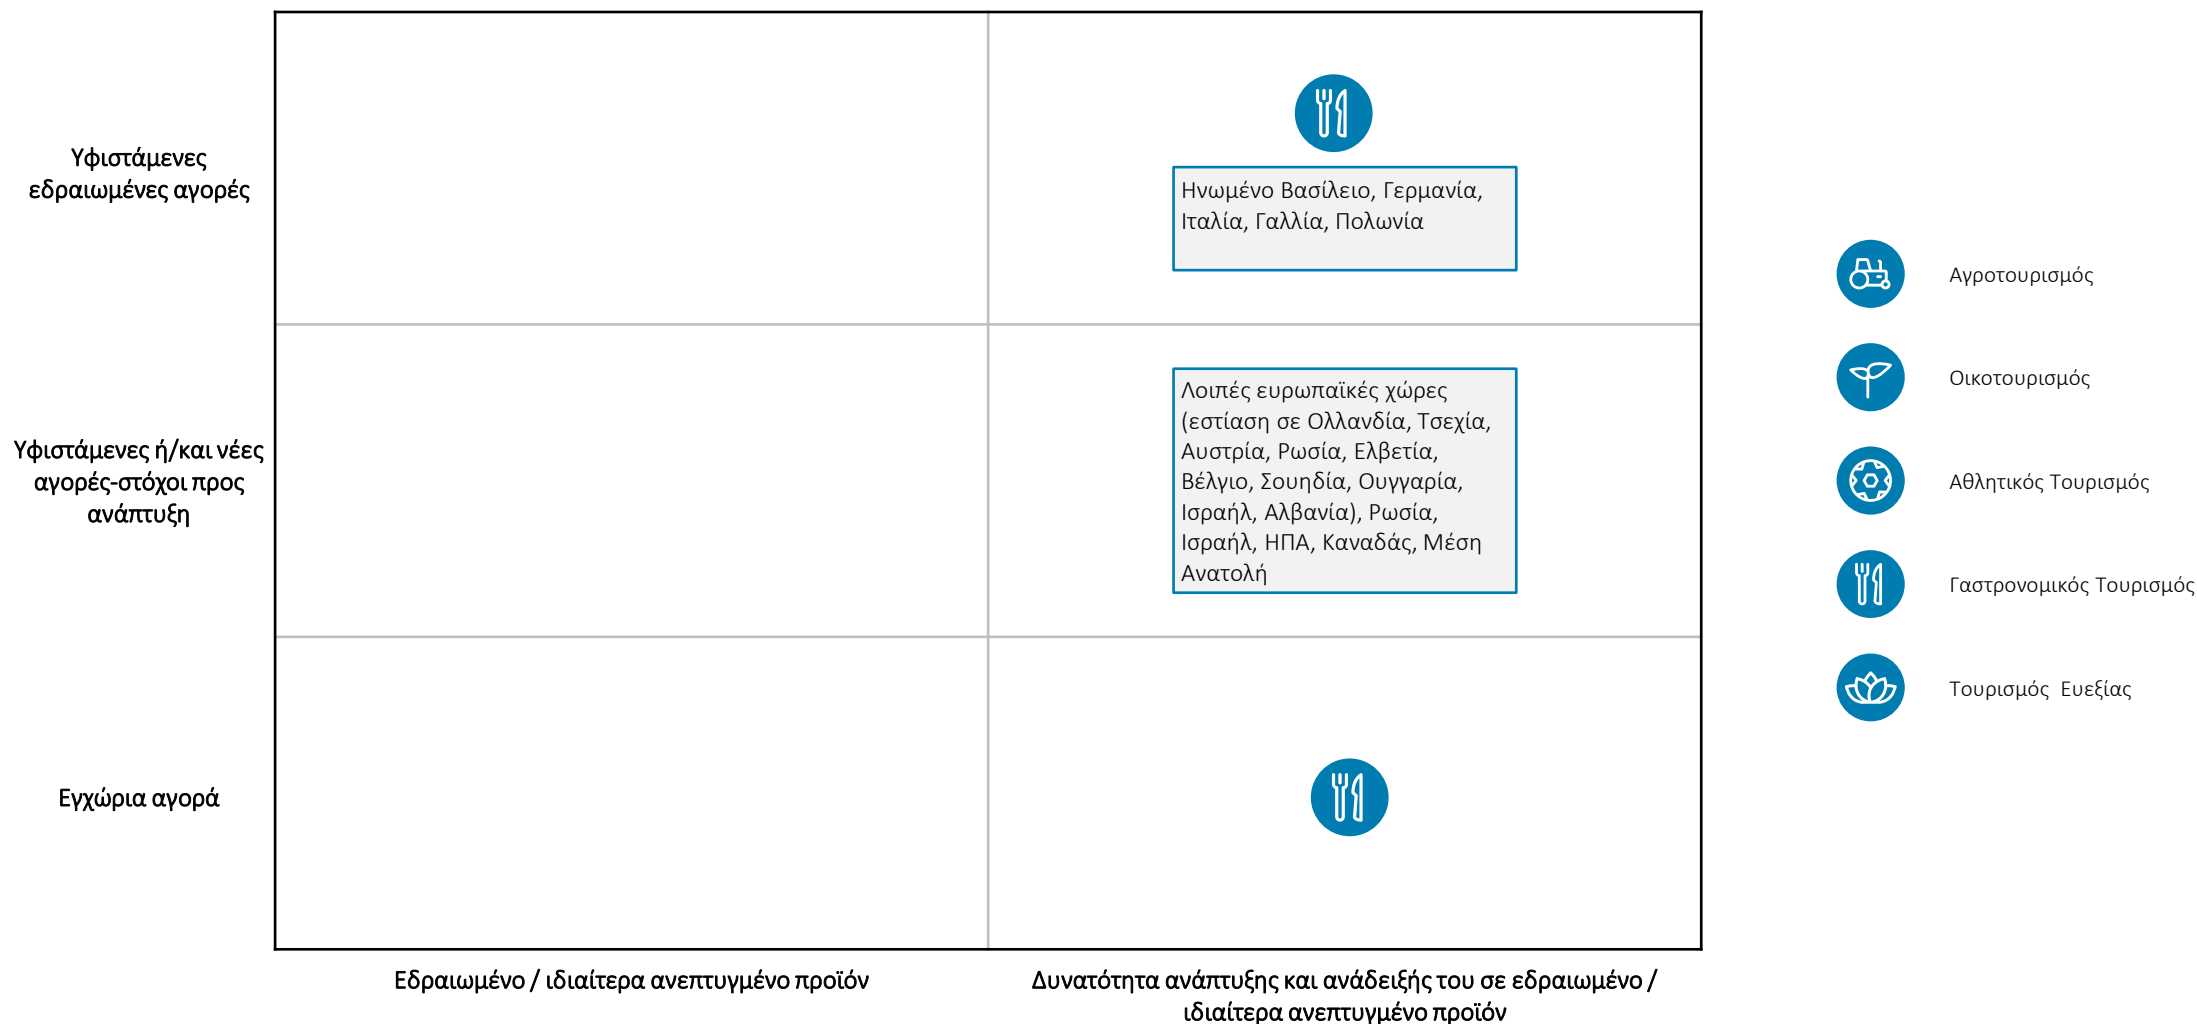 Υφιστάμενες
εδραιωμένες αγορές
Ηνωμένο Βασίλειο, Γερμανία,
Ιταλία, Γαλλία, Πολωνία
Υφιστάμενες ή/και νέες
αγορές-στόχοι προς
ανάπτυξη
Λοιπές ευρωπαϊκές χώρες
(εστίαση σε Ολλανδία, Τσεχία,
Αυστρία, Ρωσία, Ελβετία,
Βέλγιο, Σουηδία, Ουγγαρία,
Ισραήλ, Αλβανία), Ρωσία,
Ισραήλ, ΗΠΑ, Καναδάς, Μέση
Ανατολή
Εγχώρια αγορά
Εδραιωμένο / ιδιαίτερα ανεπτυγμένο προϊόν
Δυνατότητα ανάπτυξης και ανάδειξής του σε εδραιωμένο /
ιδιαίτερα ανεπτυγμένο προϊόν
Αγροτουρισμός
Οικοτουρισμός
Αθλητικός Τουρισμός
Γαστρονομικός Τουρισμός
Τουρισμός  Ευεξίας